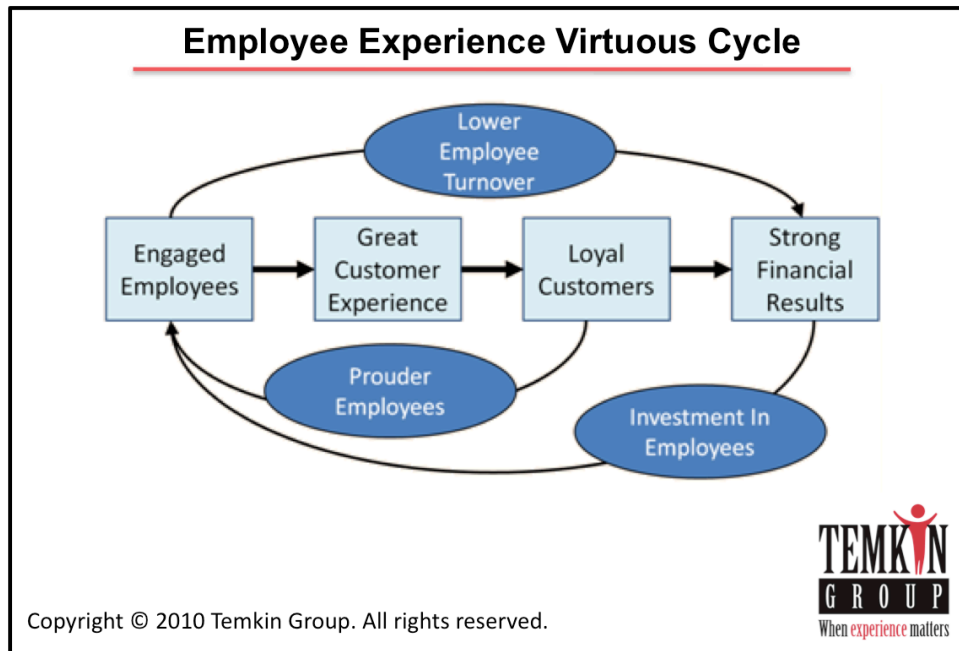 Employee Experience Virtuous Cycle
Lower
Employee
Turnover
Engaged
Employees
Great
Customer
Experience
Loyal
Customers
Strong
Financial
Results
Prouder
Employees
Investment In
Employees
TEMKIN
GROUP
When experience matters
Copyright © 2010 Temkin Group. All rights reserved.